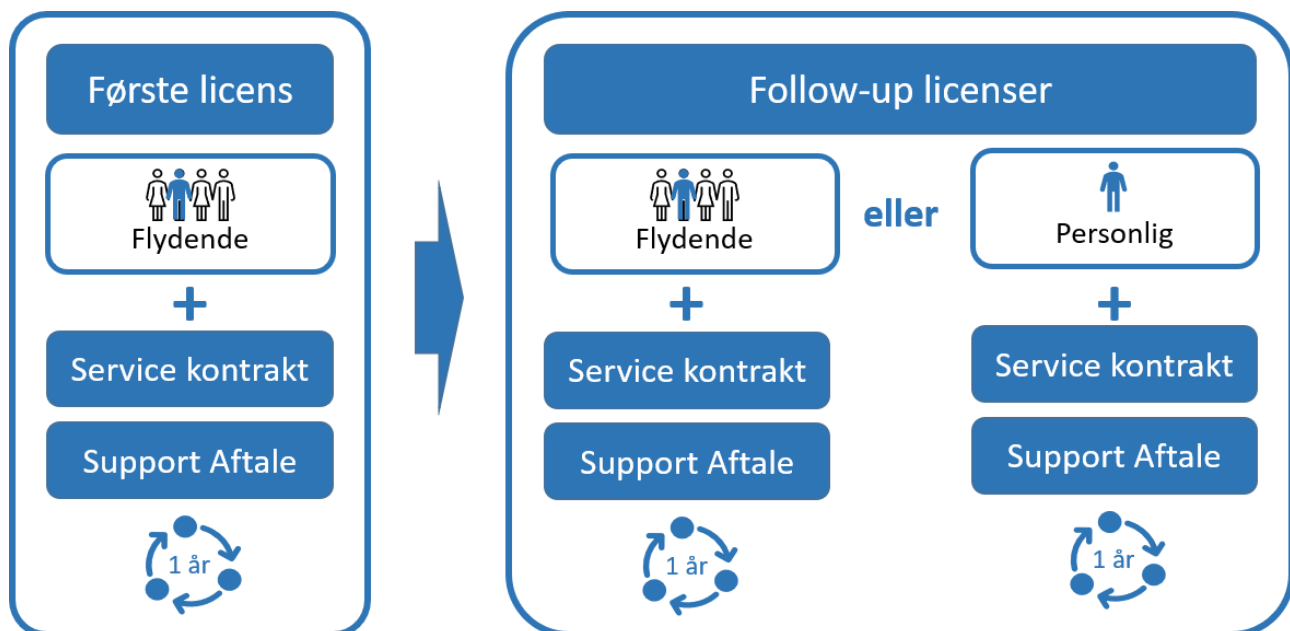 Første licens
Flydende
+
Service kontrakt
Support Aftale
1 år
Follow-up licenser
Flydende
eller
Personlig
+
Service kontrakt
Support Aftale
1 år
+
Service kontrakt
Support Aftale
1 år